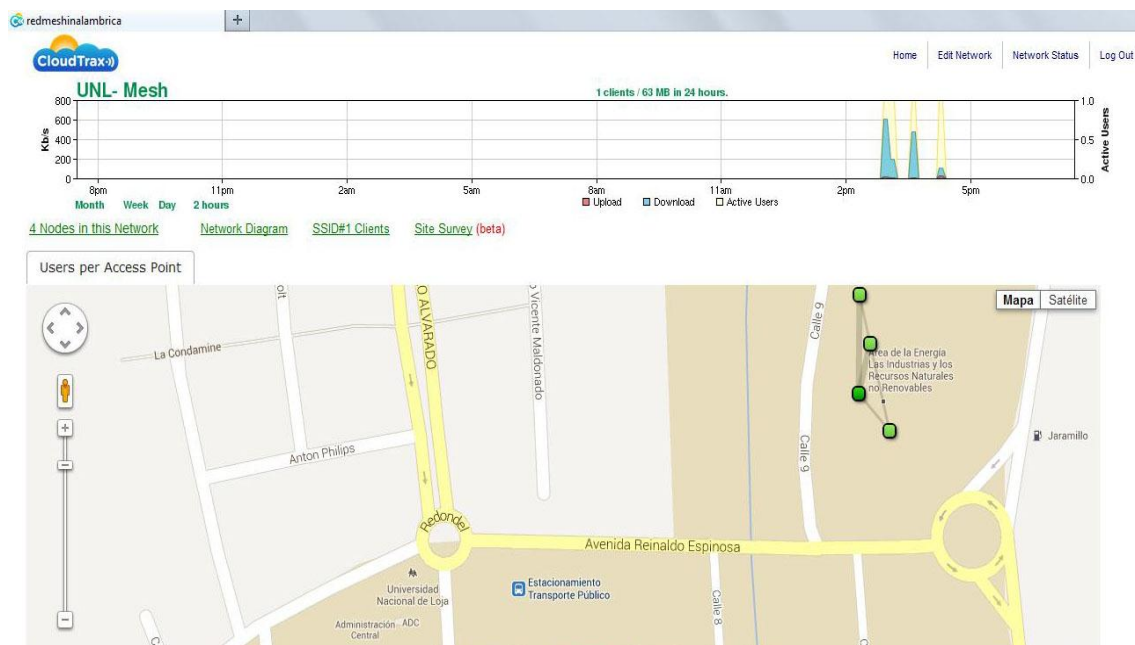 redmeshinalambrica
+
CloudTrax
Home Edit Network Network Status Log Out
UNL- Mesh
1 clients / 63 MB in 24 hours.
Kb/s
800
600
400
200
0
1.0
0.5
0.0
Active Users
8pm 11pm 2am 5am 8am 11am 2pm 5pm
Month Week Day 2 hours
Upload Download Active Users
4 Nodes in this Network Network Diagram SSID#1 Clients Site Survey (beta)
Users per Access Point
Mapa Satélite
olt
O ALVARADO
Vicente Maldonado
Calle 9
La Condamine
Área de la Energía
Las Industrias y los
Recursos Naturales
no Renovables
Anton Philips
Calle 9
Jaramillo
Redondel
Avenida Reinaldo Espinosa
Universidad
Nacional de Loja
Estacionamiento
Transporte Público
Administración - ADC
Central
Calle 8